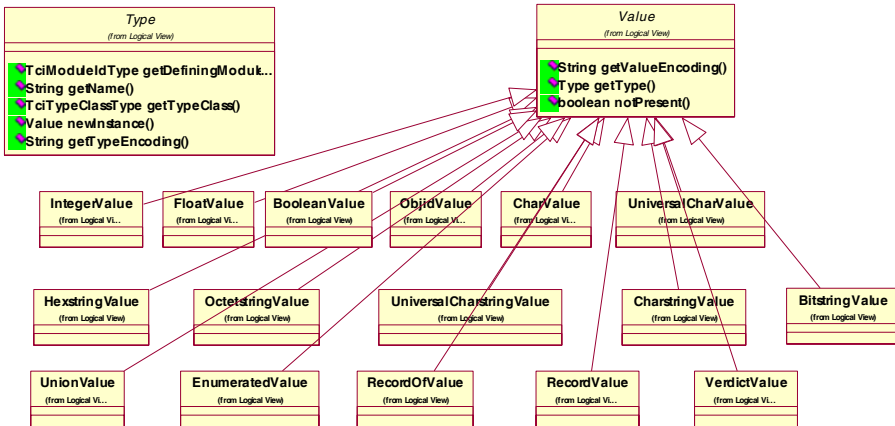 Type
(from Logical View)
TciModuleIdType getDefiningModul...
String getName()
TciTypeClassType getTypeClass()
Value newInstance()
String getTypeEncoding()
Value
(from Logical View)
String getValueEncoding()
Type getType()
boolean notPresent()
IntegerValue
(from Logical Vi...
FloatValue
(from Logical Vi...
BooleanValue
(from Logical View)
ObjidValue
(from Logical Vi...
CharValue
(from Logical Vi...
UniversalCharValue
(from Logical View)
HexstringValue
(from Logical View)
OctetstringValue
(from Logical View)
UniversalCharstringValue
(from Logical View)
CharstringValue
(from Logical View)
BitstringValue
(from Logical View)
UnionValue
(from Logical Vi...
EnumeratedValue
(from Logical View)
RecordOfValue
(from Logical View)
RecordValue
(from Logical Vi...
VerdictValue
(from Logical Vi...